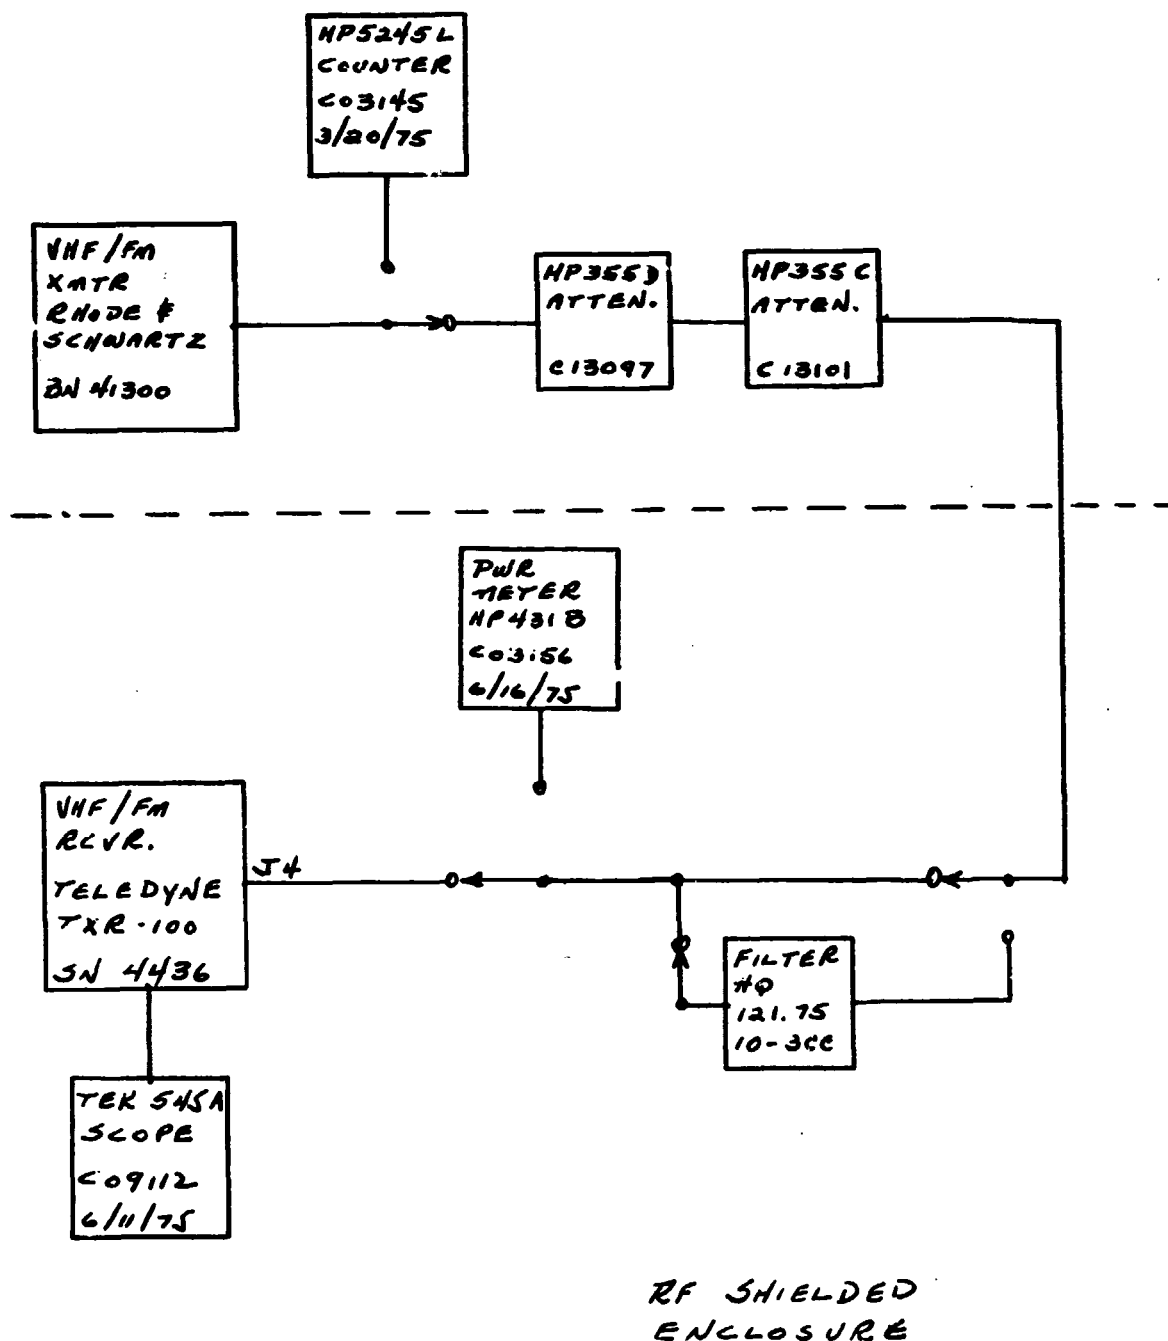 HP5245L
COUNTER
C03145
3/20/75
VHF/FM
XMTR
RHODE &
SCHWARTZ
BN 41300
HP355D
ATTEN.
C13097
HP355C
ATTEN.
C13101
PWR
METER
HP431B
C03156
6/16/75
VHF/FM
RCVR.
TELEDYNE
TXR-100
SN 4436
J4
FILTER
HQ
121.75
10-3CC
TEK 545A
SCOPE
C09112
6/11/75
RF SHIELDED
ENCLOSURE